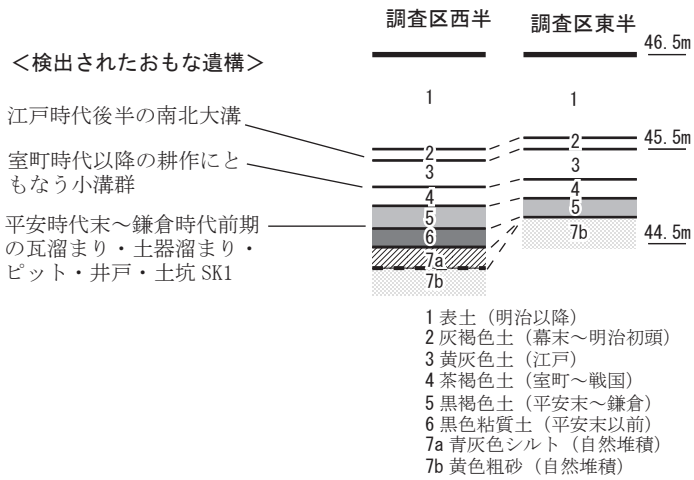 調査区西半
調査区東半
46.5m
＜検出されたおもな遺構＞
1
1
江戸時代後半の南北大溝
45.5m
2
2
3
3
室町時代以降の耕作にと
もなう小溝群
4
4
5
5
平安時代末～鎌倉時代前期
の瓦溜まり・土器溜まり・
ピット・井戸・土坑 SK1
6
7b
44.5m
7a
7b
1 表土（明治以降）
2 灰褐色土（幕末～明治初頭）
3 黄灰色土（江戸）
4 茶褐色土（室町～戦国）
5 黒褐色土（平安末～鎌倉）
6 黒色粘質土（平安末以前）
7a 青灰色シルト（自然堆積）
7b 黄色粗砂（自然堆積）